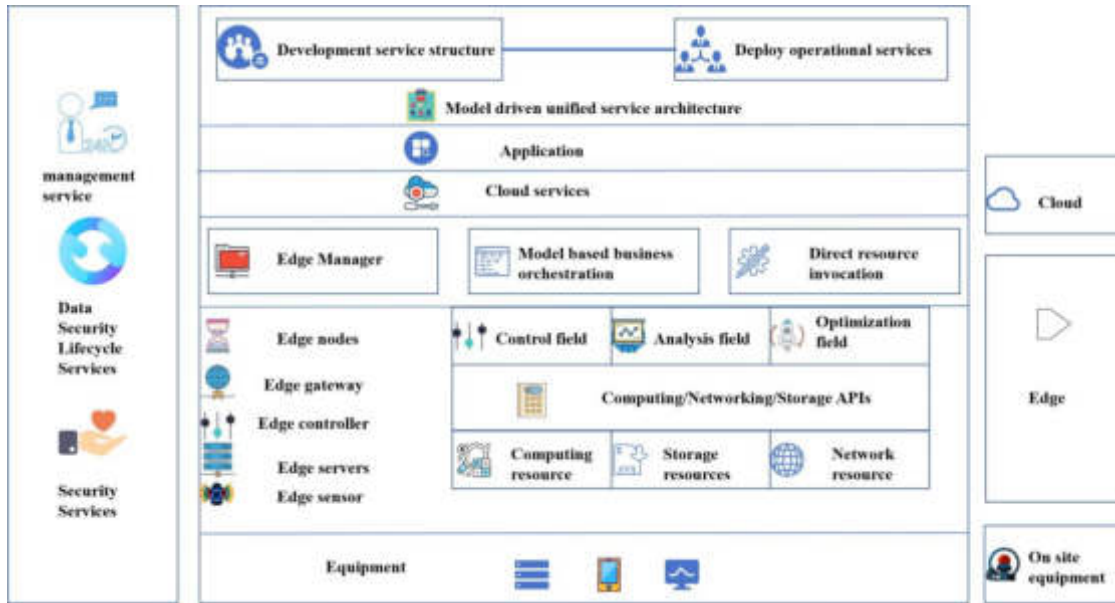 management
service
Data
Security
Lifecycle
Services
Security
Services
Development service structure
Deploy operational services
Model driven unified service architecture
Application
Cloud services
Edge Manager
Model based business
orchestration
Direct resource
invocation
Edge nodes
Edge gateway
Edge controller
Edge servers
Edge sensor
Control field
Analysis field
Optimization
field
Computing/Networking/Storage APIs
Computing
resource
Storage
resources
Network
resource
Equipment
Cloud
Edge
On site
equipment